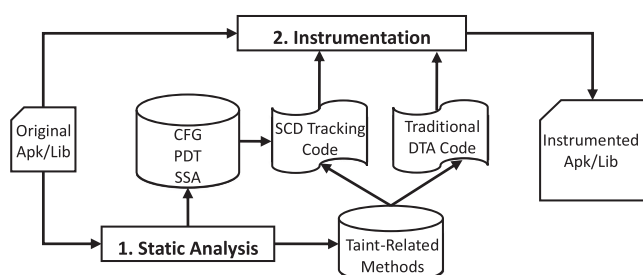 2. Instrumentation
Original
Apk/Lib
CFG
PDT
SSA
SCD Tracking
Code
Traditional
DTA Code
Instrumented
Apk/Lib
1. Static Analysis
Taint-Related
Methods